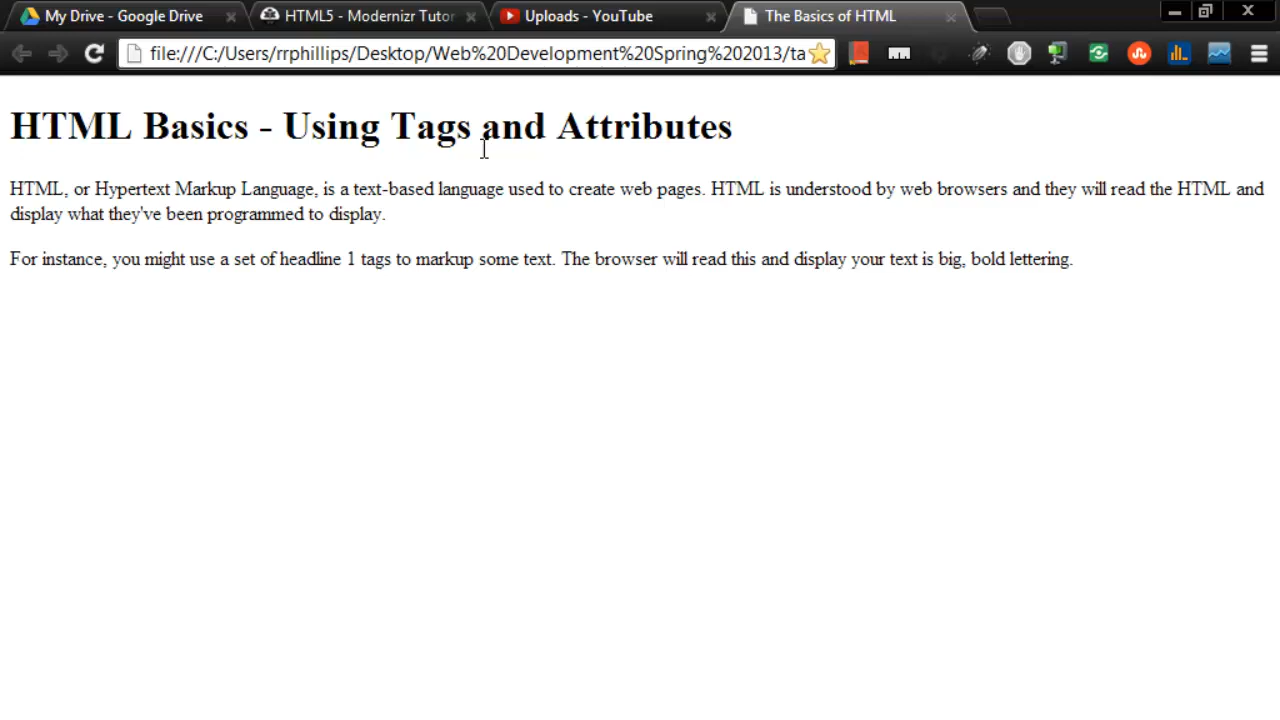 My Drive - Google Drive
HTML5 - Modernizr Tutor
Uploads - YouTube
The Basics of HTML
file:///C:/Users/rrphillips/Desktop/Web%20Development%20Spring%202013/ta
HTML Basics - Using Tags and Attributes
HTML, or Hypertext Markup Language, is a text-based language used to create web pages. HTML is understood by web browsers and they will read the HTML and
display what they've been programmed to display.
For instance, you might use a set of headline 1 tags to markup some text. The browser will read this and display your text is big, bold lettering.